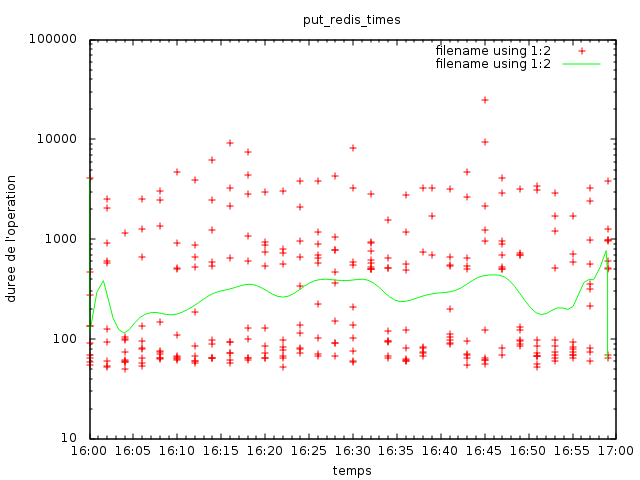 put_redis_times
filename using 1:2
filename using 1:2
100000
10000
1000
100
10
duree de l'operation
16:00 16:05 16:10 16:15 16:20 16:25 16:30 16:35 16:40 16:45 16:50 16:55 17:00
temps